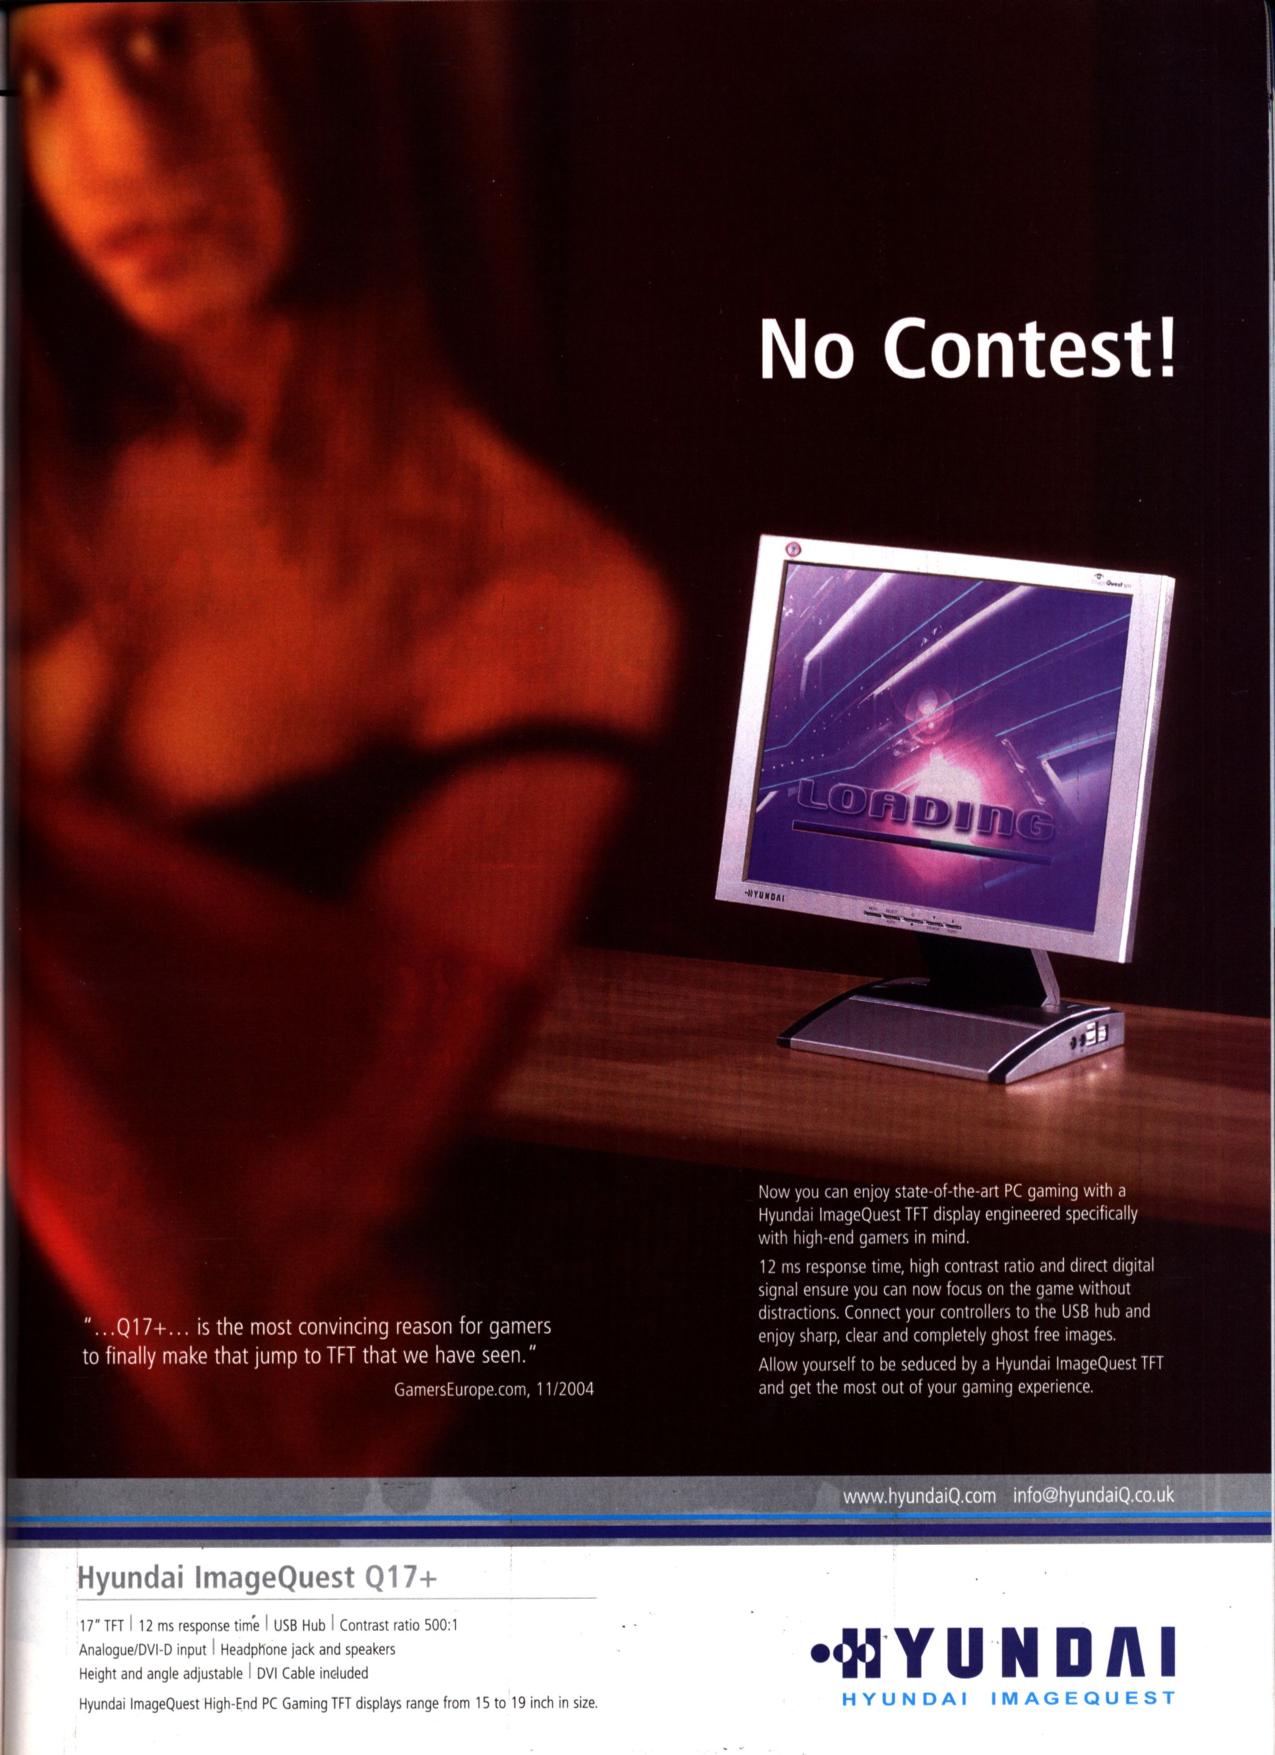 No Contest!
ImageQuest
LOADING
HYUNDAI
Now you can enjoy state-of-the-art PC gaming with a
Hyundai ImageQuest TFT display engineered specifically
with high-end gamers in mind.
12 ms response time, high contrast ratio and direct digital
signal ensure you can now focus on the game without
distractions. Connect your controllers to the USB hub and
enjoy sharp, clear and completely ghost free images.
Allow yourself to be seduced by a Hyundai ImageQuest TFT
and get the most out of your gaming experience.
"...Q17+... is the most convincing reason for gamers
to finally make that jump to TFT that we have seen."
GamersEurope.com, 11/2004
www.hyundaiQ.com info@hyundaiQ.co.uk
Hyundai ImageQuest Q17+
17" TFT | 12 ms response time | USB Hub | Contrast ratio 500:1
Analogue/DVI-D input | Headphone jack and speakers
Height and angle adjustable | DVI Cable included
Hyundai ImageQuest High-End PC Gaming TFT displays range from 15 to 19 inch in size.
HYUNDAI
HYUNDAI IMAGEQUEST